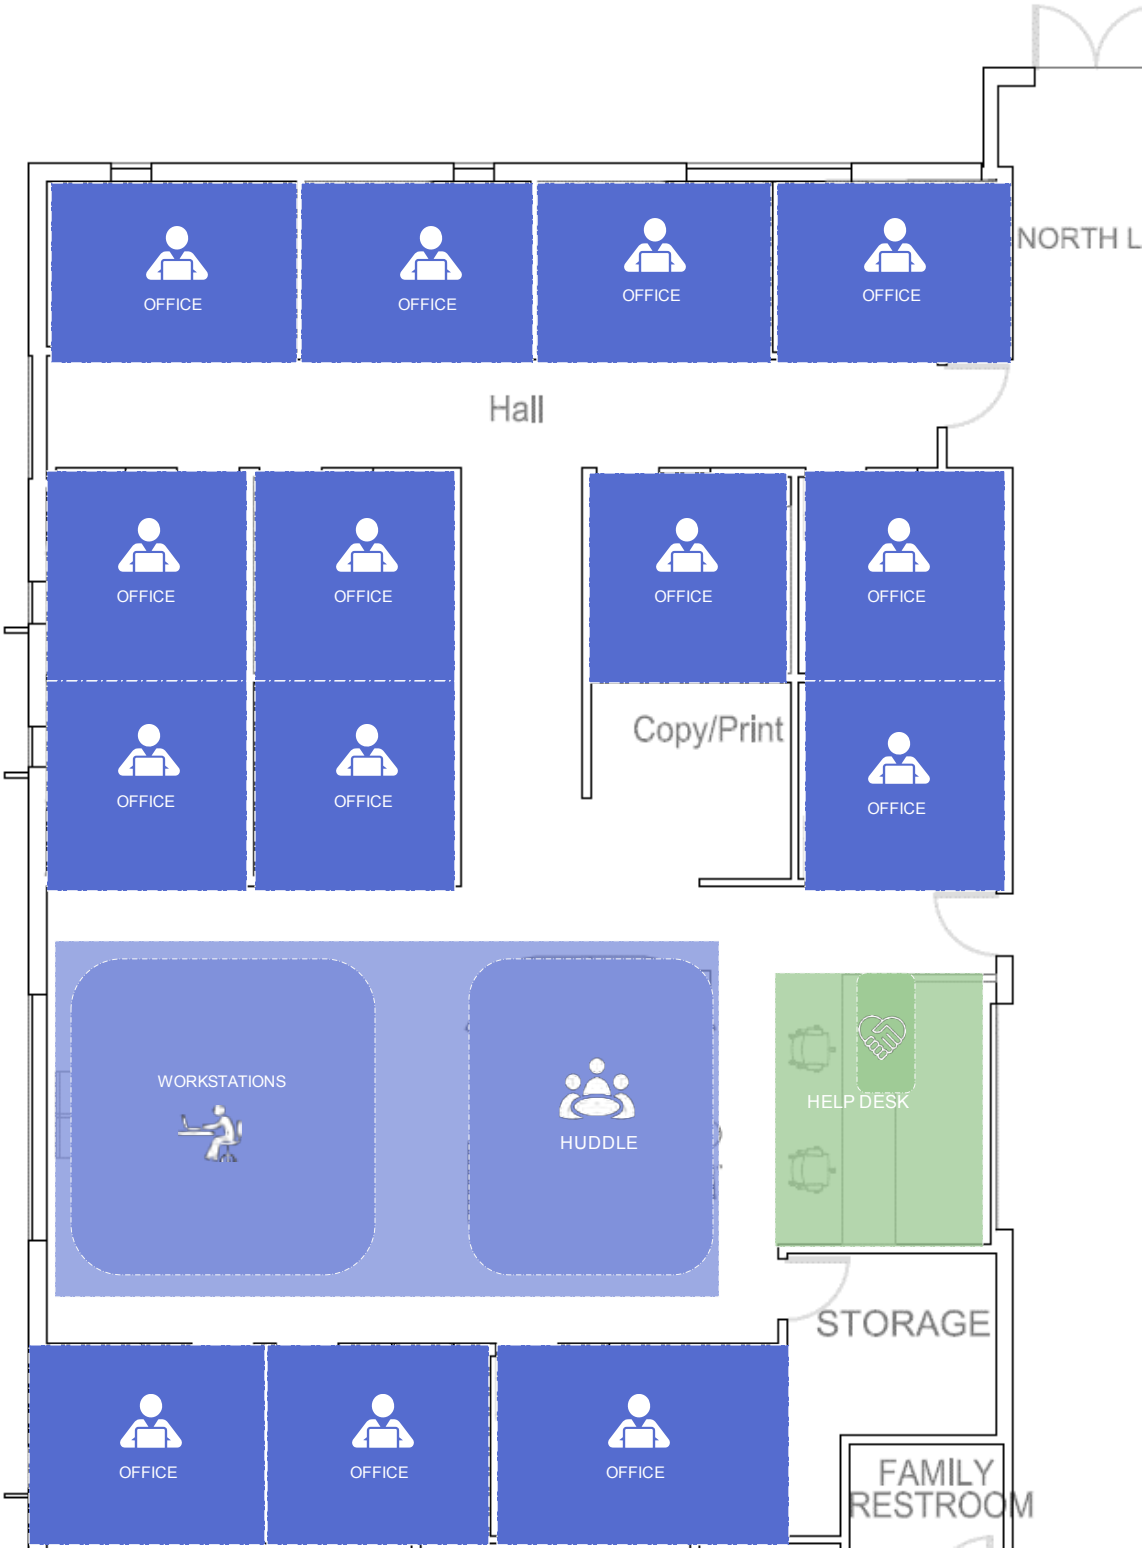 OFFICE
OFFICE
OFFICE
OFFICE
NORTH L
Hall
OFFICE
OFFICE
OFFICE
OFFICE
Copy/Print
OFFICE
OFFICE
OFFICE
WORKSTATIONS
HUDDLE
HELP DESK
STORAGE
OFFICE
OFFICE
OFFICE
FAMILY
RESTROOM